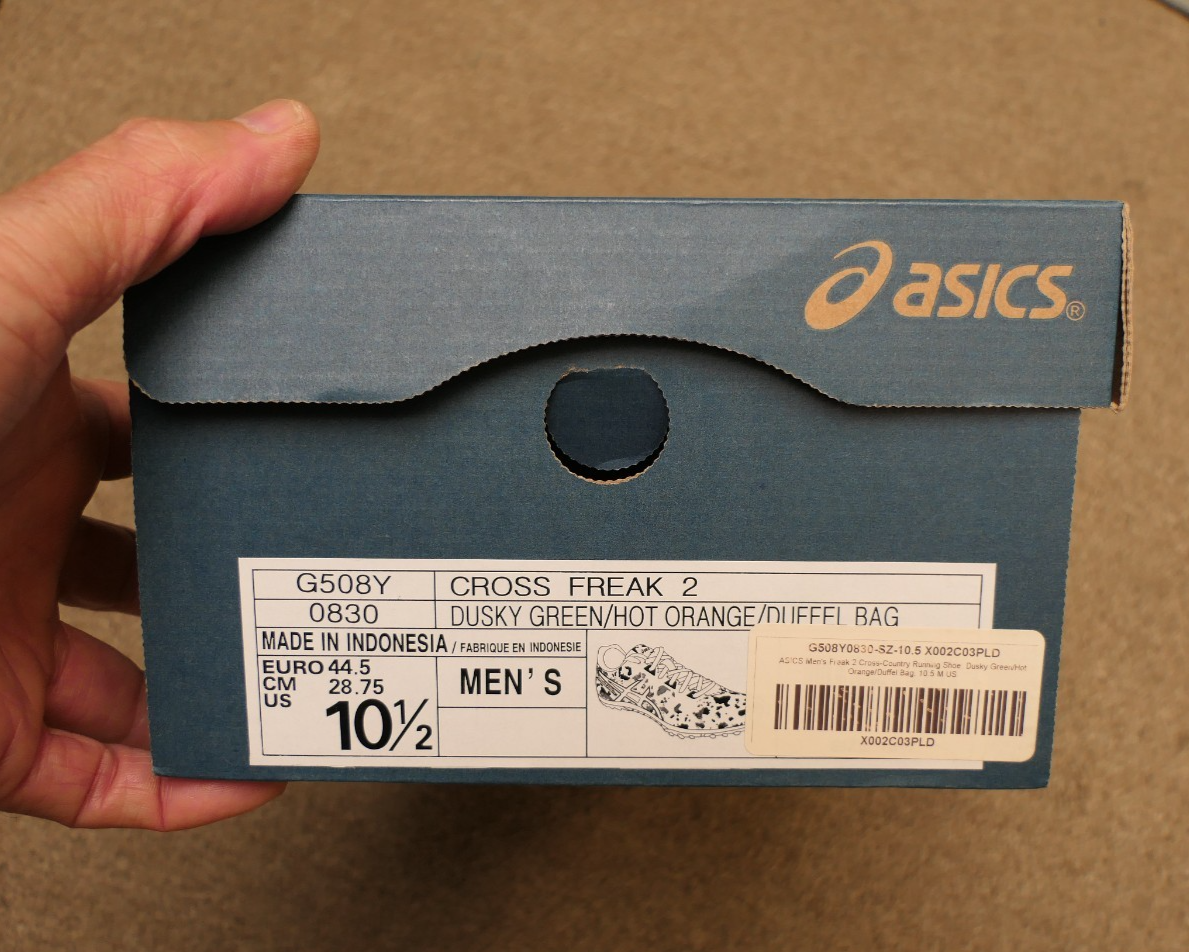 asics®
G508Y CROSS FREAK 2
0830 DUSKY GREEN/HOT ORANGE/DUFFEL BAG
MADE IN INDONESIA / FABRIQUE EN INDONESIE
EURO 44.5
CM 28.75
US 10½
MEN'S
G508Y0830-SZ-10.5 X002C03PLD
ASICS Men's Freak 2 Cross-Country Running Shoe, Dusky Green/Hot
Orange/Duffel Bag, 10.5 M US
X002C03PLD